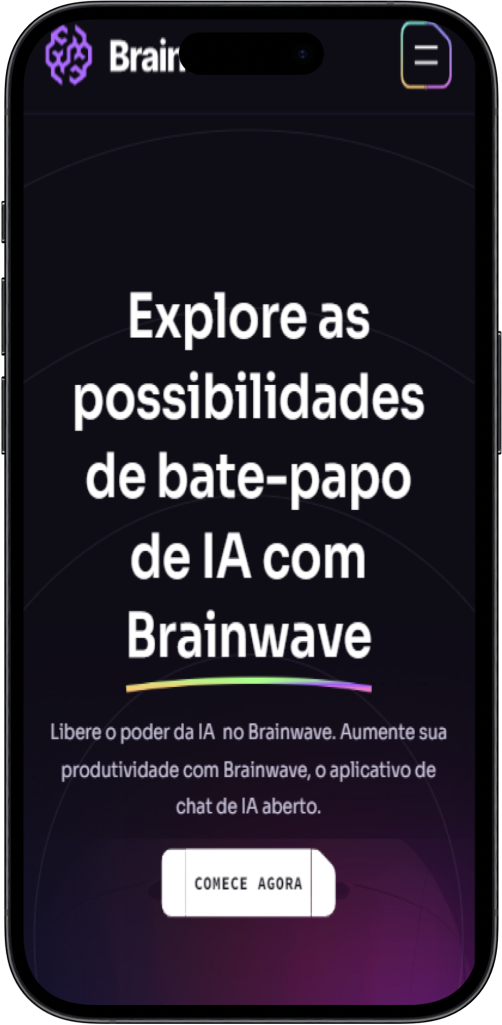 Brain
Explore as
possibilidades
de bate-papo
de IA com
Brainwave
Libere o poder da IA no Brainwave. Aumente sua
produtividade com Brainwave, o aplicativo de
chat de IA aberto.
COMECE AGORA